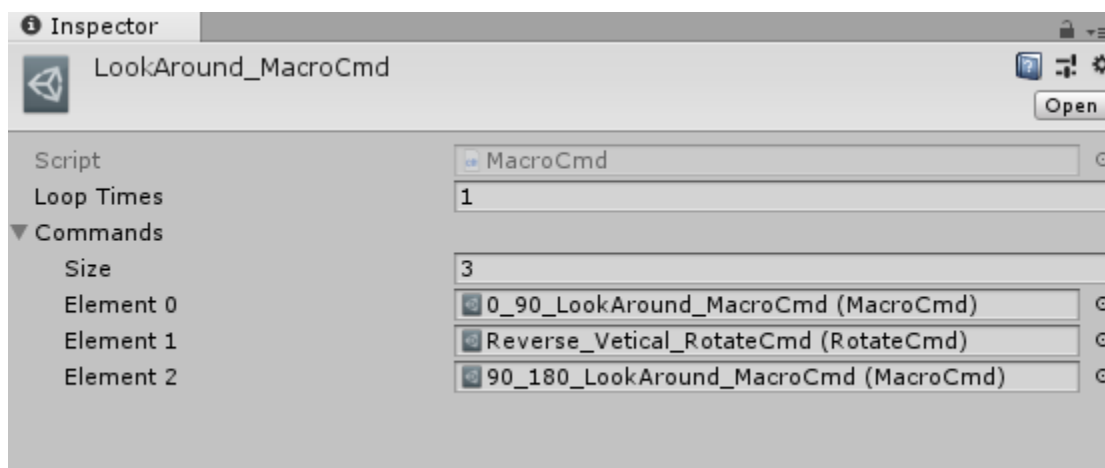 Inspector
LookAround_MacroCmd
Open
Script MacroCmd
Loop Times 1
Commands
Size 3
Element 0 0_90_LookAround_MacroCmd (MacroCmd)
Element 1 Reverse_Vetical_RotateCmd (RotateCmd)
Element 2 90_180_LookAround_MacroCmd (MacroCmd)